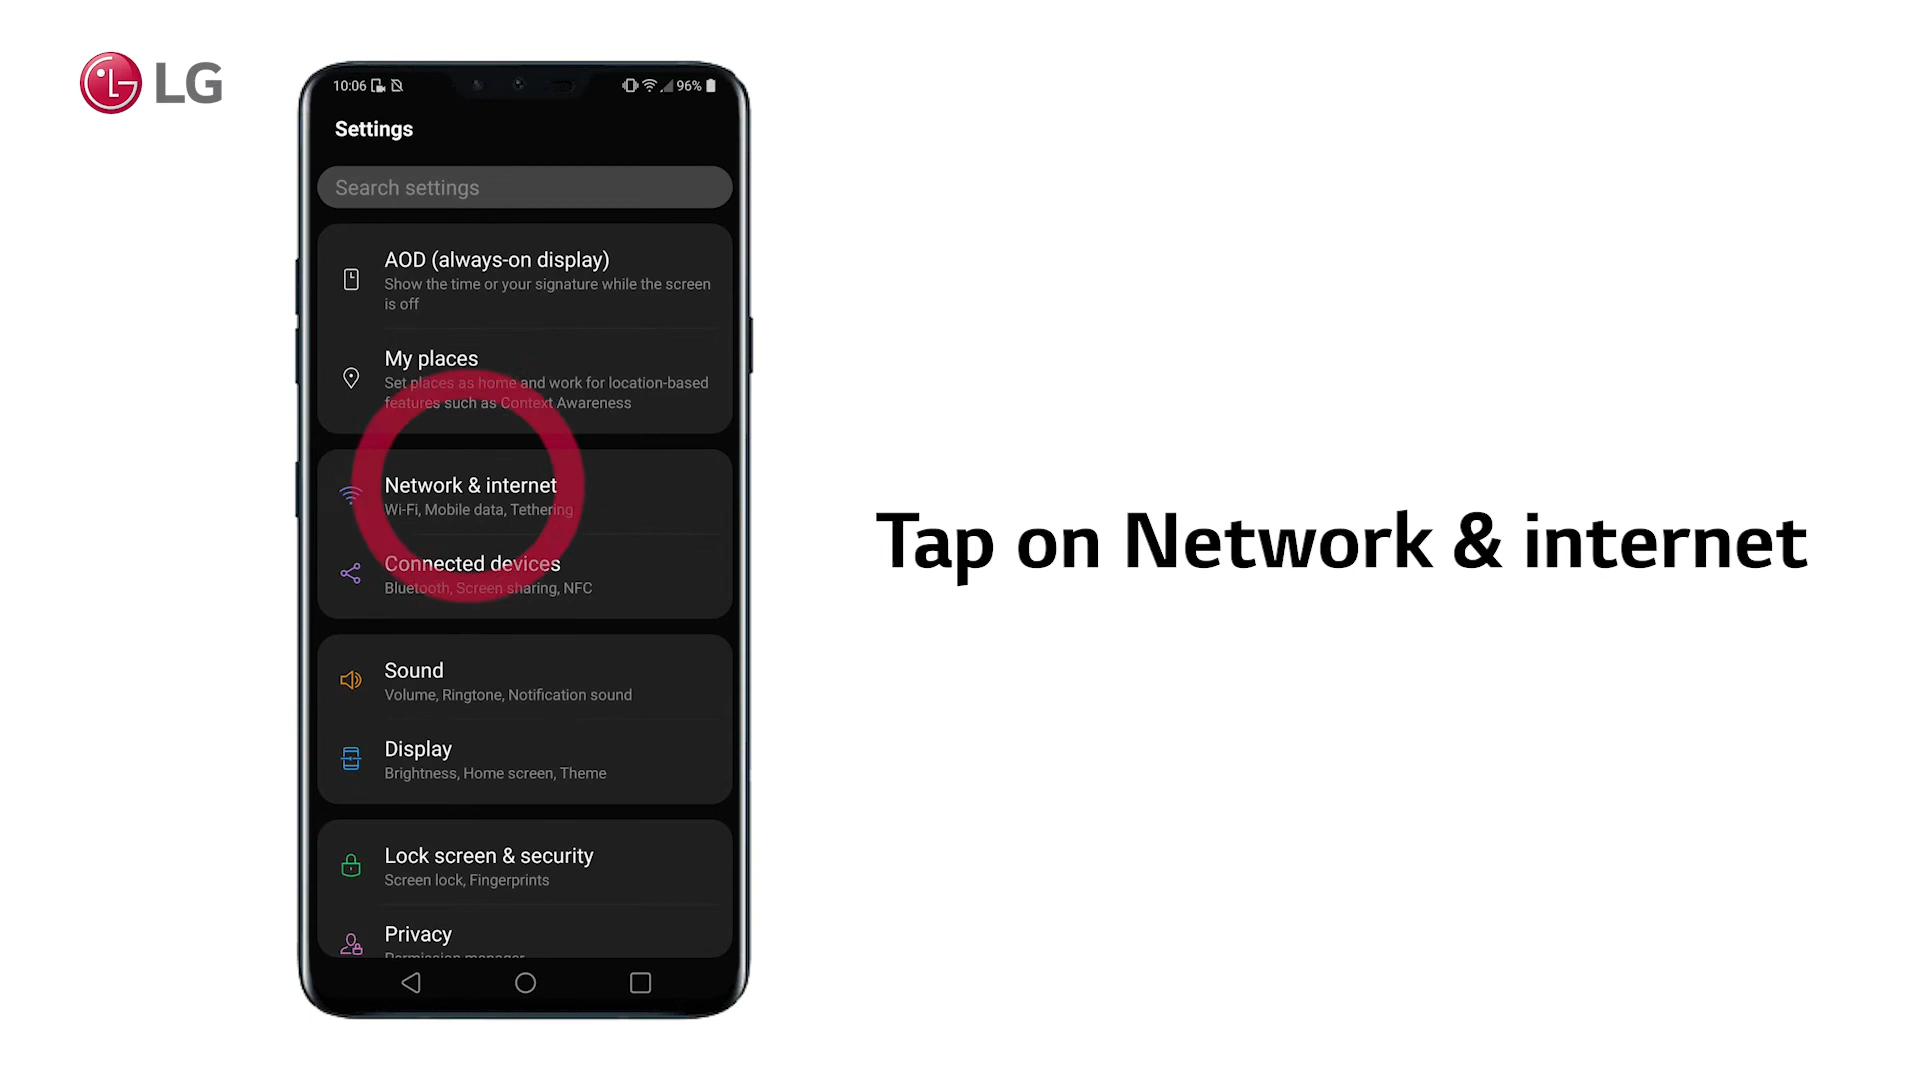 LG
10:06 96%
Settings
Search settings
AOD (always-on display)
Show the time or your signature while the screen
is off
My places
Set places as home and work for location-based
features such as Context Awareness
Network & internet
Wi-Fi, Mobile data, Tethering
Connected devices
Bluetooth, Screen sharing, NFC
Sound
Volume, Ringtone, Notification sound
Display
Brightness, Home screen, Theme
Lock screen & security
Screen lock, Fingerprints
Privacy
Permission manager
Tap on Network & internet